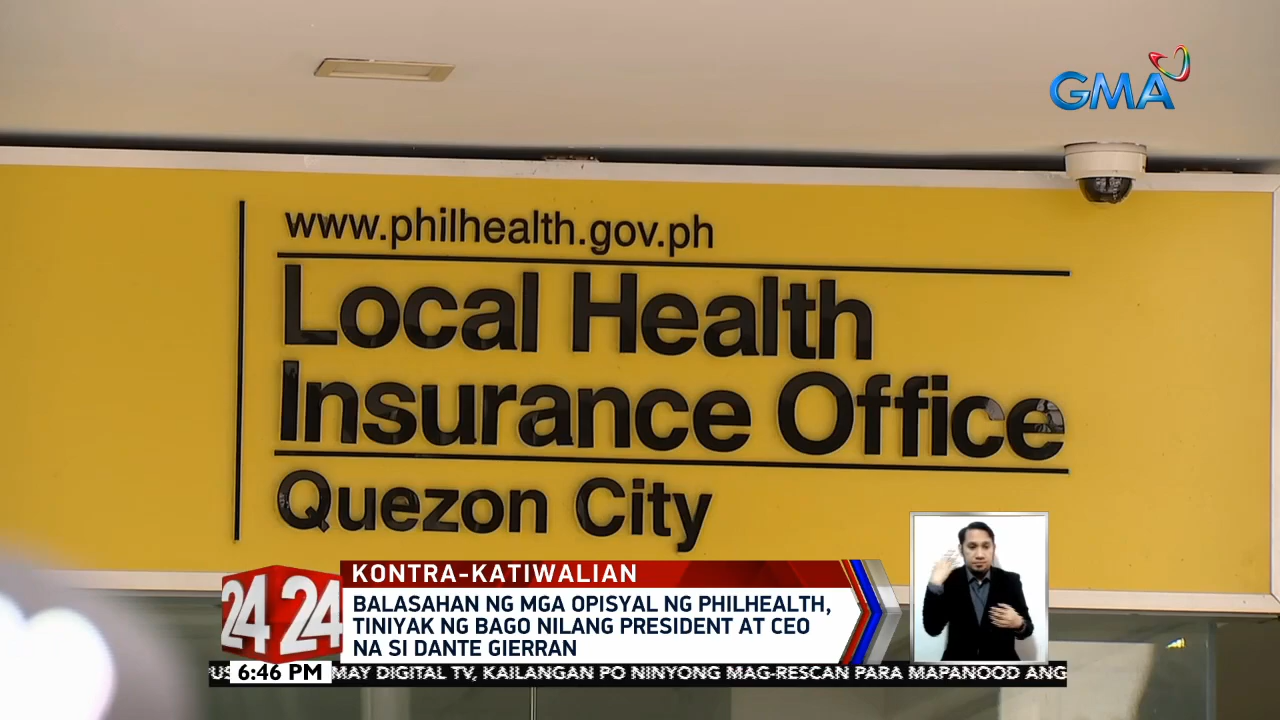 GMA
www.philhealth.gov.ph
Local Health
Insurance Office
Quezon City
24 24
KONTRA-KATIWALIAN
BALASAHAN NG MGA OPISYAL NG PHILHEALTH,
TINIYAK NG BAGO NILANG PRESIDENT AT CEO
NA SI DANTE GIERRAN
6:46 PM MAY DIGITAL TV, KAILANGAN PO NINYONG MAG-RESCAN PARA MAPANOOD ANG